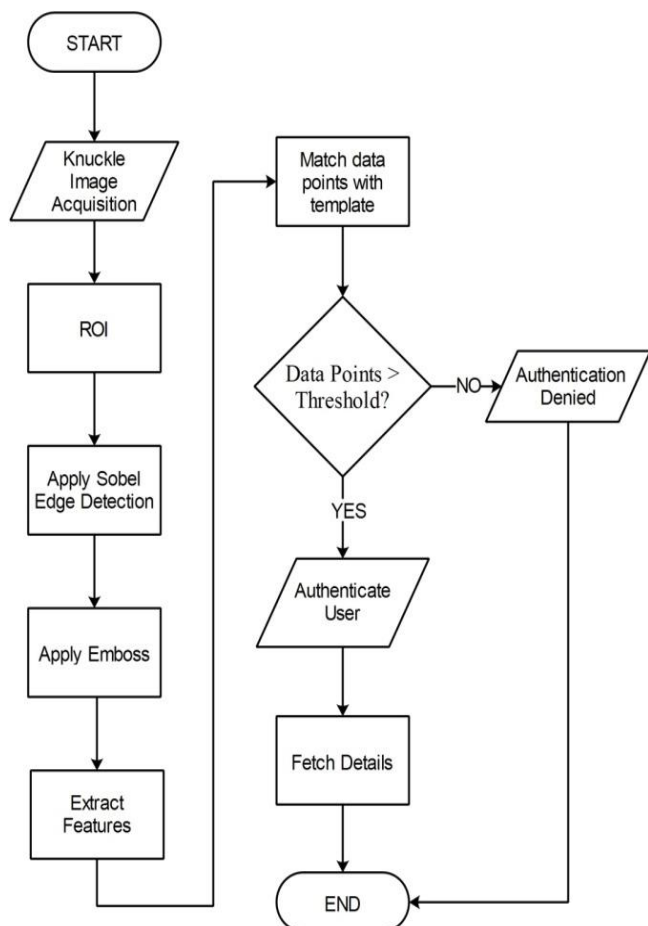 START
Knuckle
Image
Acquisition
ROI
Apply Sobel
Edge Detection
Apply Emboss
Extract
Features
Match data
points with
template
Data Points >
Threshold?
NO
Authentication
Denied
YES
Authenticate
User
Fetch Details
END